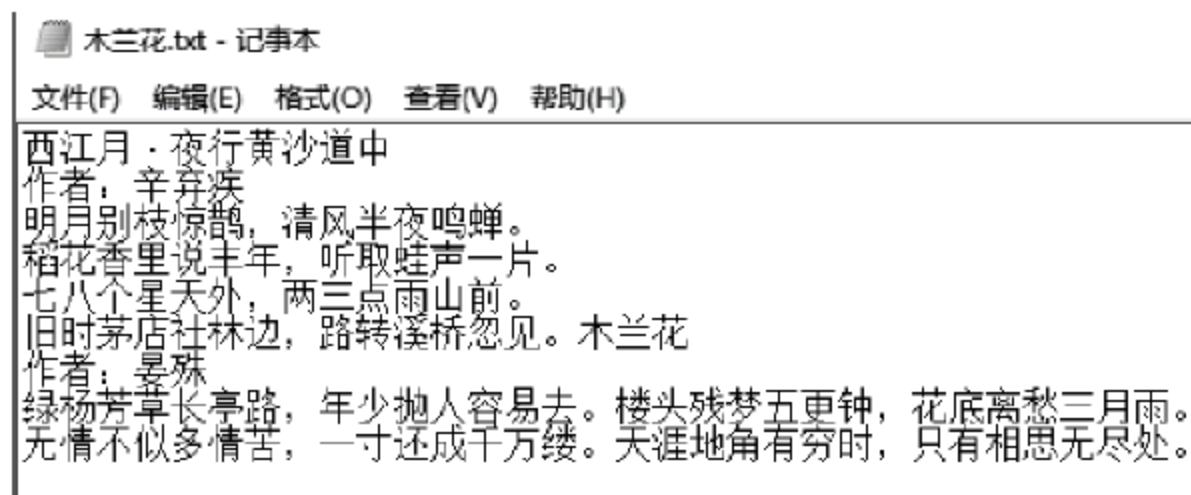 木兰花.txt - 记事本
文件(F) 编辑(E) 格式(O) 查看(V) 帮助(H)
西江月·夜行黄沙道中
作者：辛弃疾
明月别枝惊鹊，清风半夜鸣蝉。
稻花香里说丰年，听取蛙声一片。
七八个星天外，两三点雨山前。
旧时茅店社林边，路转溪桥忽见。木兰花
作者：晏殊
绿杨芳草长亭路，年少抛人容易去。楼头残梦五更钟，花底离愁三月雨。
无情不似多情苦，一寸还成千万缕。天涯地角有穷时，只有相思无尽处。